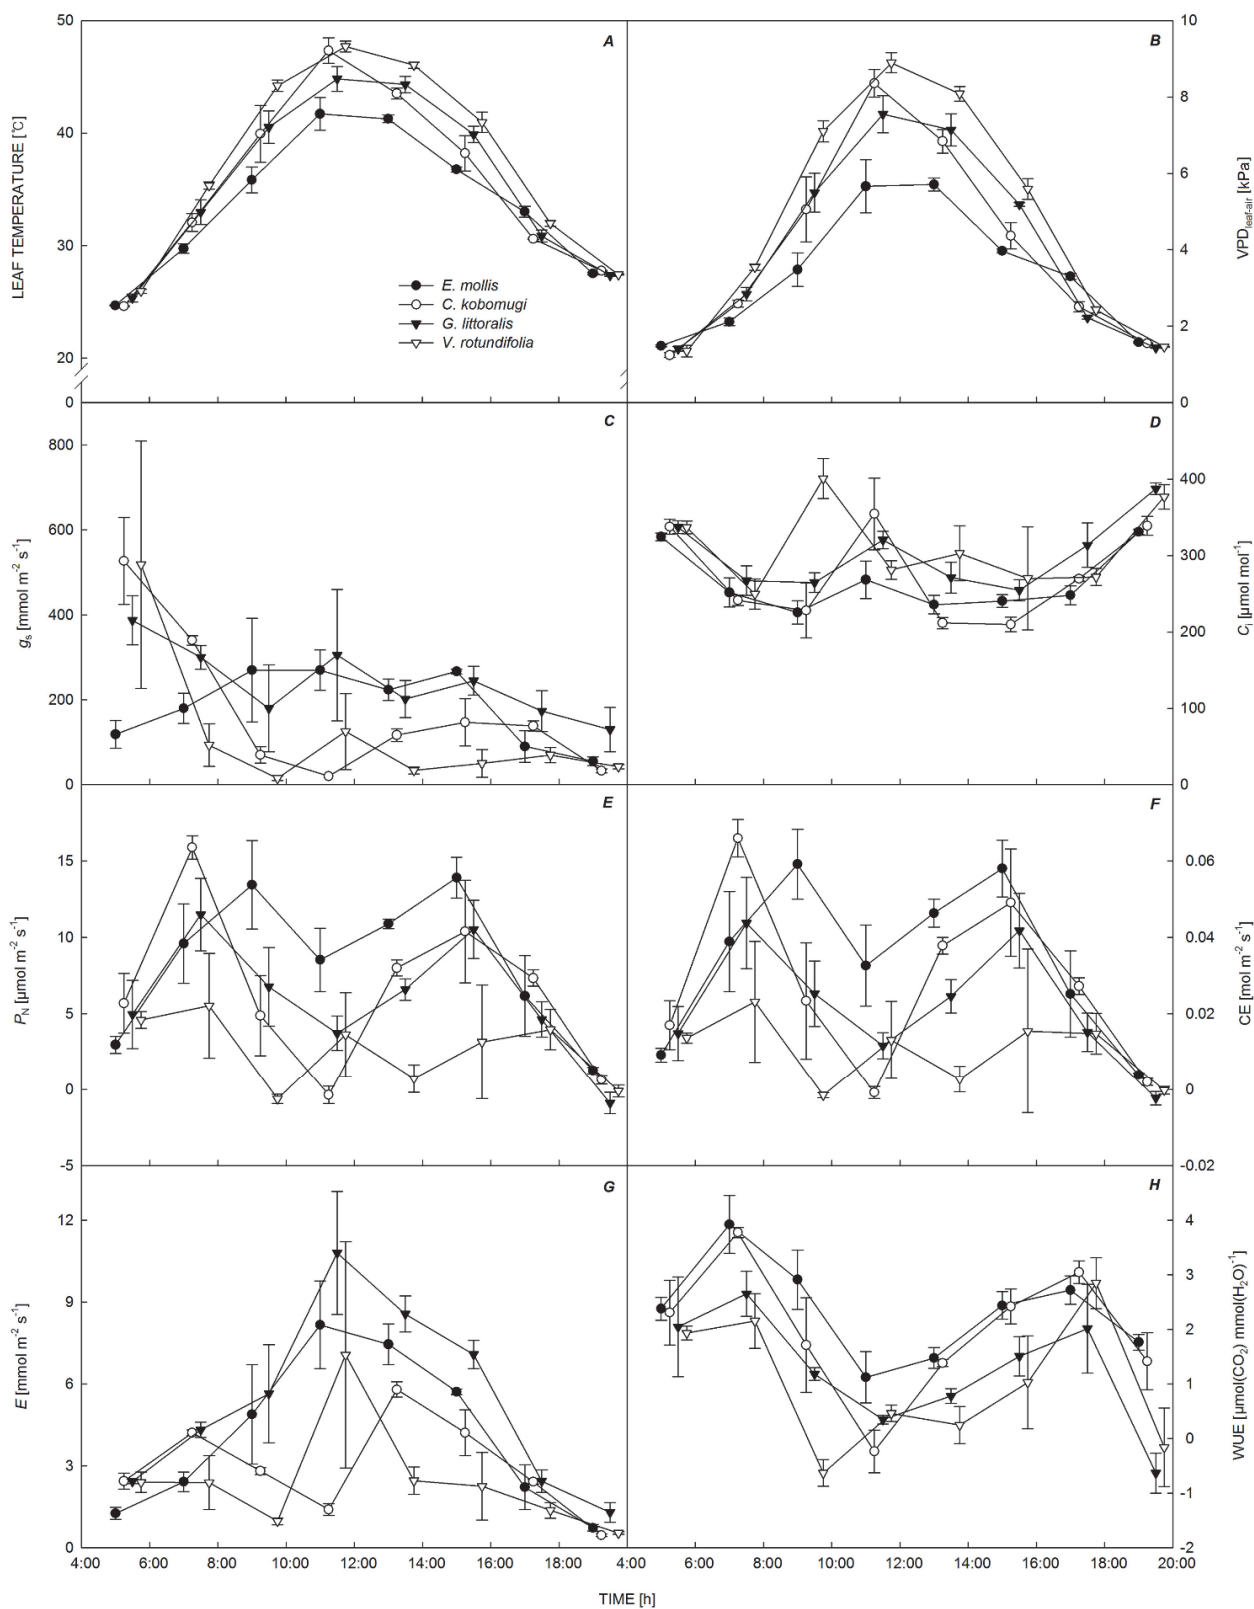 50
A
B
10
40
8
LEAF TEMPERATURE [℃]
6
VPDleaf-air [kPa]
30
4
E. mollis
C. kobomugi
G. littoralis
V. rotundifolia
20
2
0
0
C
D
800
400
600
300
gs [mmol m-2 s-1]
Ci [µmol mol-1]
400
200
200
100
0
0
E
F
15
0.06
10
0.04
PN [µmol m-2 s-1]
CE [mol m-2 s-1]
5
0.02
0
0
-5
-0.02
G
H
12
4
3
9
2
E [mmol m-2 s-1]
WUE [µmol(CO2) mmol(H2O)-1]
6
1
0
3
-1
0
-2
4:00 6:00 8:00 10:00 12:00 14:00 16:00 18:00 4:00 6:00 8:00 10:00 12:00 14:00 16:00 18:00 20:00
TIME [h]